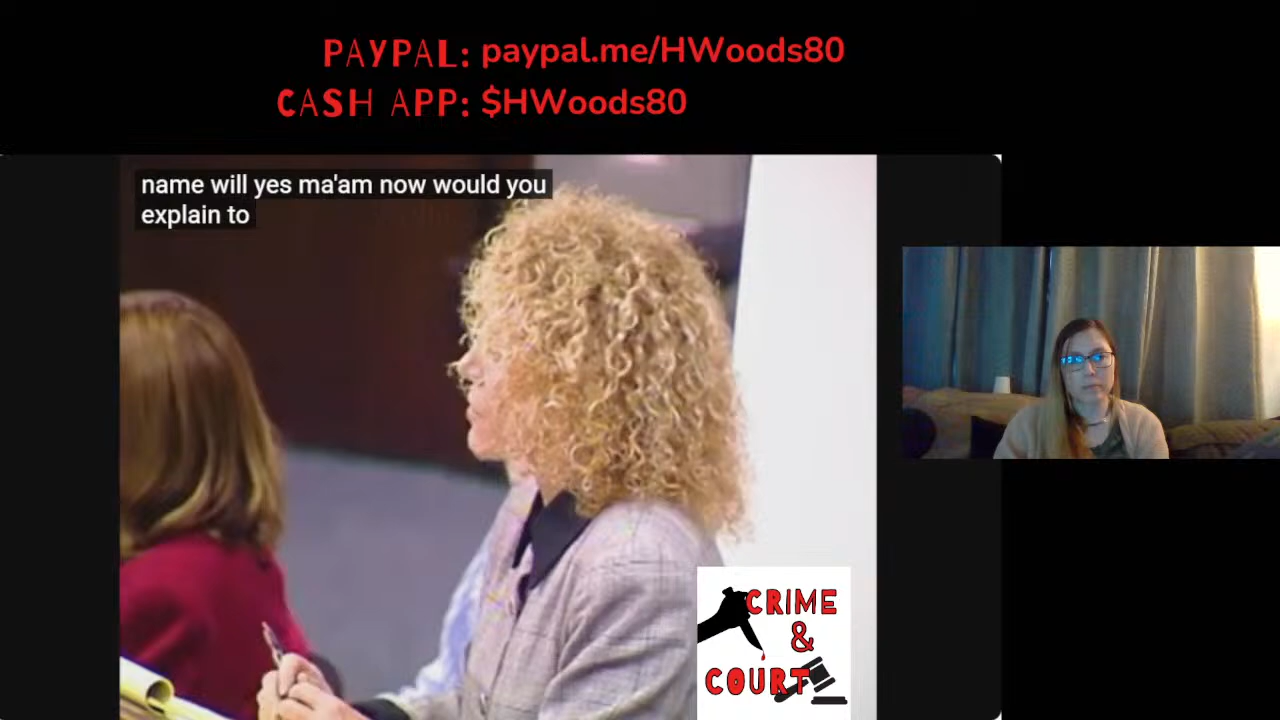 PAYPAL: paypal.me/HWoods80
CASH APP: $HWoods80
name will yes ma'am now would you
explain to
CRIME
&
COURT